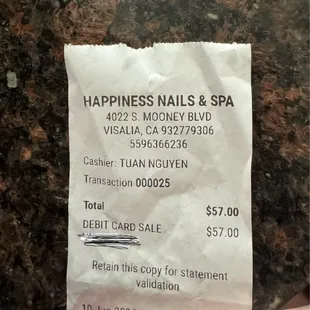 HAPPINESS NAILS & SPA
4022 S. MOONEY BLVD
VISALIA, CA 932779306
5596366236
Cashier: TUAN NGUYEN
Transaction 000025
Total $57.00
DEBIT CARD SALE $57.00
Retain this copy for statement
validation